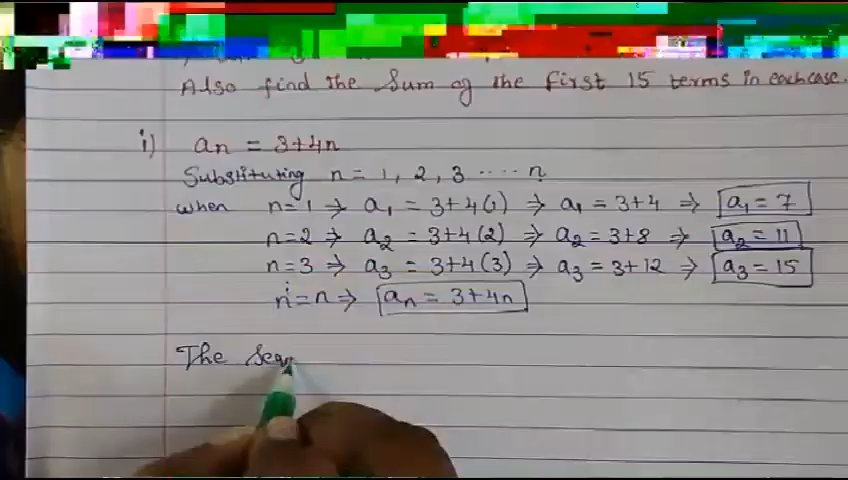 Also find the Sum of the first 15 terms in each case.
i) an = 3+4n
Substituting n = 1, 2, 3 ..... n
when n=1 → a1 = 3+4(1) ⇒ a1 = 3+4 ⇒ a1 = 7
n=2 → a2 = 3+4(2) ⇒ a2 = 3+8 ⇒ a2 = 11
n=3 → a3 = 3+4(3) ⇒ a3 = 3+12 ⇒ a3 = 15
n=n ⇒ an = 3+4n
The